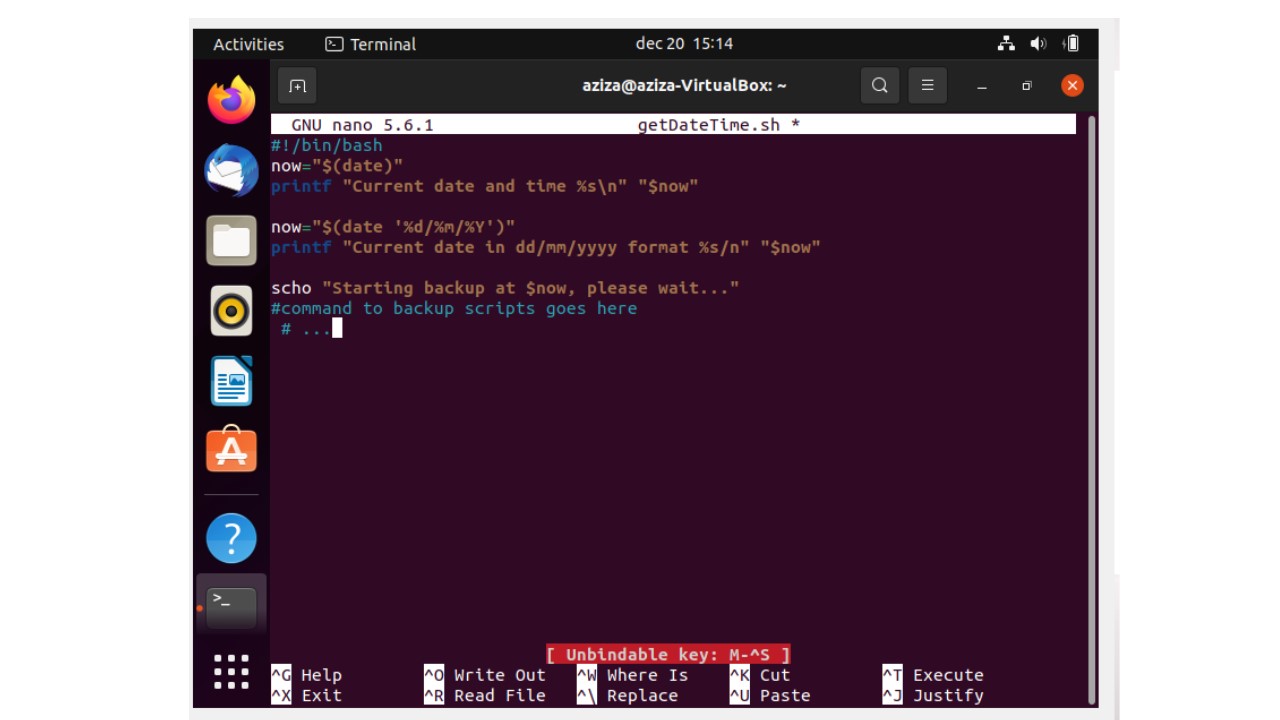 Activities Terminal dec 20 15:14
aziza@aziza-VirtualBox: ~
GNU nano 5.6.1 getDateTime.sh *
#!/bin/bash
now="$(date)"
printf "Current date and time %s\n" "$now"
now="$(date '%d/%m/%Y')"
printf "Current date in dd/mm/yyyy format %s/n" "$now"
scho "Starting backup at $now, please wait..."
#command to backup scripts goes here
# ...
>_
[ Unbindable key: M-^S ]
^G Help ^O Write Out ^W Where Is ^K Cut ^T Execute
^X Exit ^R Read File ^\ Replace ^U Paste ^J Justify